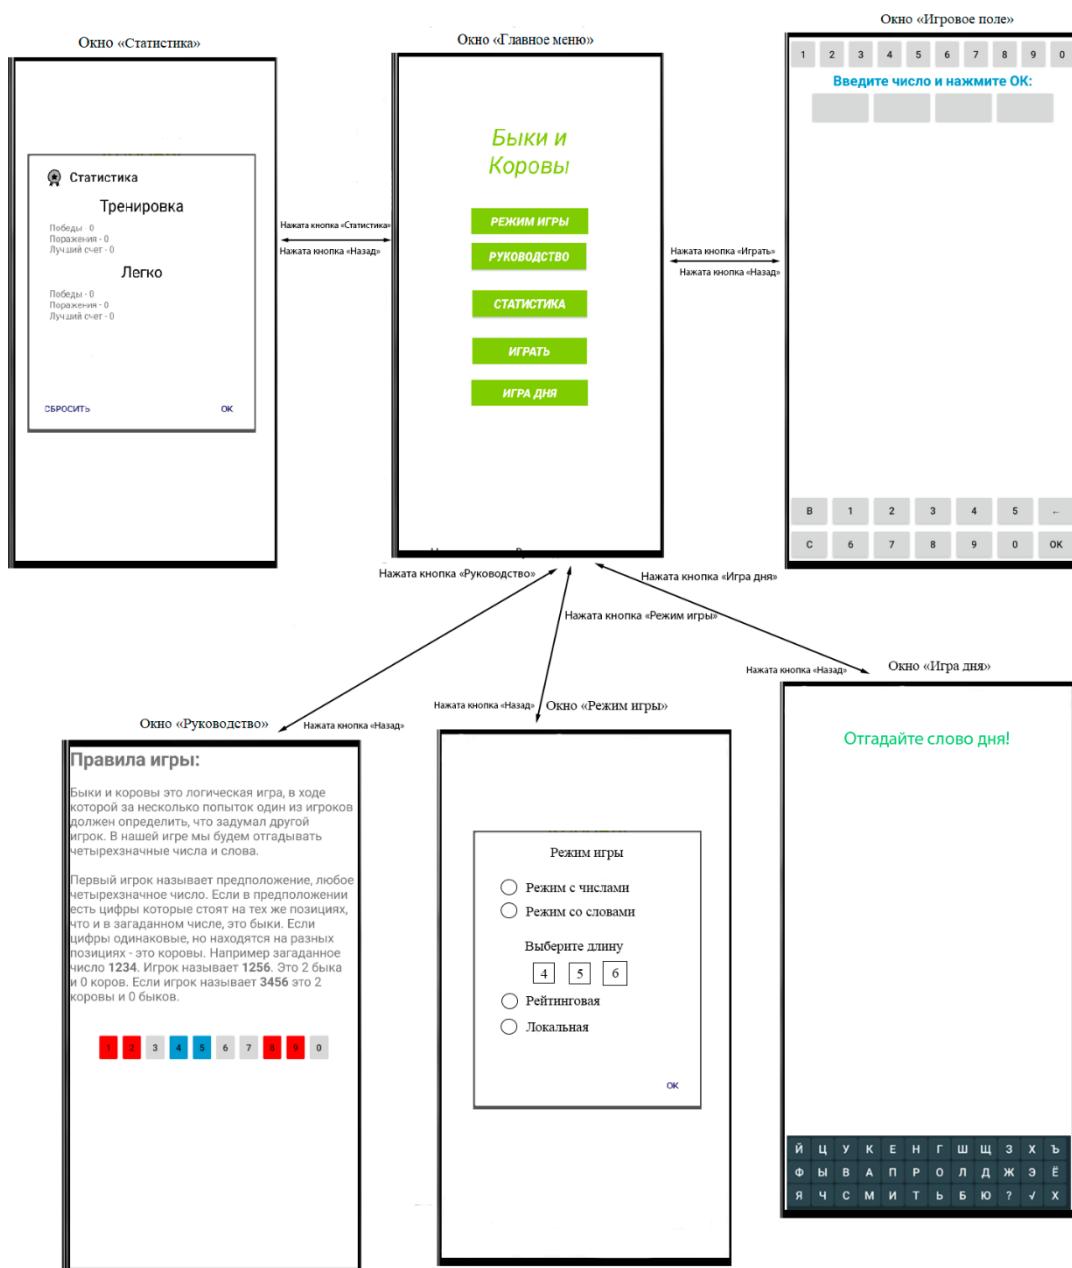 Окно «Статистика»
Статистика
Тренировка
Победы - 0
Поражения - 0
Лучший счет - 0
Легко
Победы - 0
Поражения - 0
Лучший счет - 0
СБРОСИТЬ
ОК
Нажата кнопка «Статистика»
Нажата кнопка «Назад»
Окно «Главное меню»
Быки и
Коровы
РЕЖИМ ИГРЫ
РУКОВОДСТВО
СТАТИСТИКА
ИГРАТЬ
ИГРА ДНЯ
Нажата кнопка «Играть»
Нажата кнопка «Назад»
Окно «Игровое поле»
1 2 3 4 5 6 7 8 9 0
Введите число и нажмите ОК:
В 1 2 3 4 5 ←
С 6 7 8 9 0 ОК
Нажата кнопка «Руководство»
Нажата кнопка «Игра дня»
Нажата кнопка «Режим игры»
Нажата кнопка «Назад»
Окно «Руководство»
Правила игры:
Быки и коровы это логическая игра, в ходе
которой за несколько попыток один из игроков
должен определить, что задумал другой
игрок. В нашей игре мы будем отгадывать
четырехзначные числа и слова.
Первый игрок называет предположение, любое
четырехзначное число. Если в предположении
есть цифры которые стоят на тех же позициях,
что и в загаданном числе, это быки. Если
цифры одинаковые, но находятся на разных
позициях - это коровы. Например загаданное
число 1234. Игрок называет 1256. Это 2 быка
и 0 коров. Если игрок называет 3456 это 2
коровы и 0 быков.
1 2 3 4 5 6 7 8 9 0
Нажата кнопка «Назад»
Окно «Режим игры»
Режим игры
Режим с числами
Режим со словами
Выберите длину
4 5 6
Рейтинговая
Локальная
ОК
Нажата кнопка «Назад»
Окно «Игра дня»
Отгадайте слово дня!
Й Ц У К Е Н Г Ш Щ З Х Ъ
Ф Ы В А П Р О Л Д Ж Э Ё
Я Ч С М И Т Ь Б Ю ? √ Х